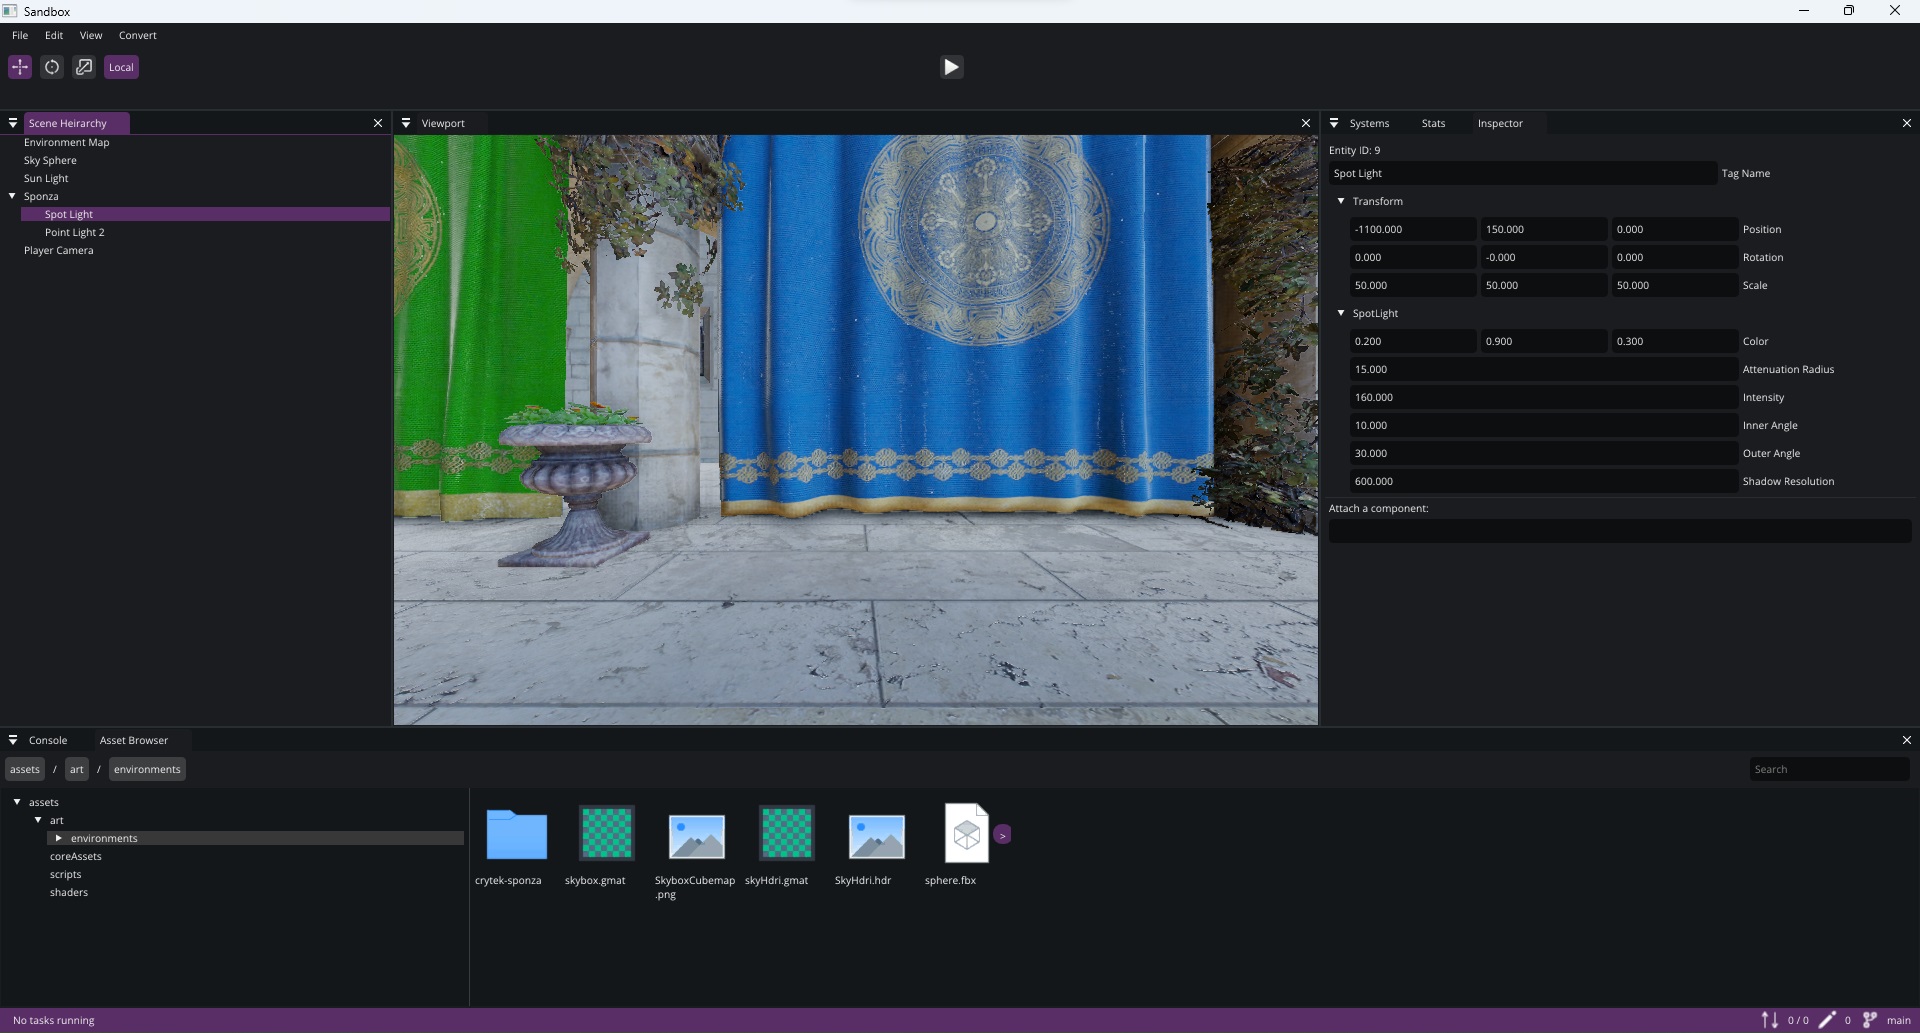 Sandbox
File Edit View Convert
Local
Scene Heirarchy
Environment Map
Sky Sphere
Sun Light
Sponza
Spot Light
Point Light 2
Player Camera
Viewport
Systems Stats Inspector
Entity ID: 9
Spot Light Tag Name
Transform
-1100.000 150.000 0.000 Position
0.000 -0.000 0.000 Rotation
50.000 50.000 50.000 Scale
SpotLight
0.200 0.900 0.300 Color
15.000 Attenuation Radius
160.000 Intensity
10.000 Inner Angle
30.000 Outer Angle
600.000 Shadow Resolution
Attach a component:
Console Asset Browser
assets / art / environments
Search
assets
art
environments
coreAssets
scripts
shaders
>
crytek-sponza skybox.gmat SkyboxCubemap skyHdri.gmat SkyHdri.hdr sphere.fbx
.png
No tasks running
0 / 0 0 main